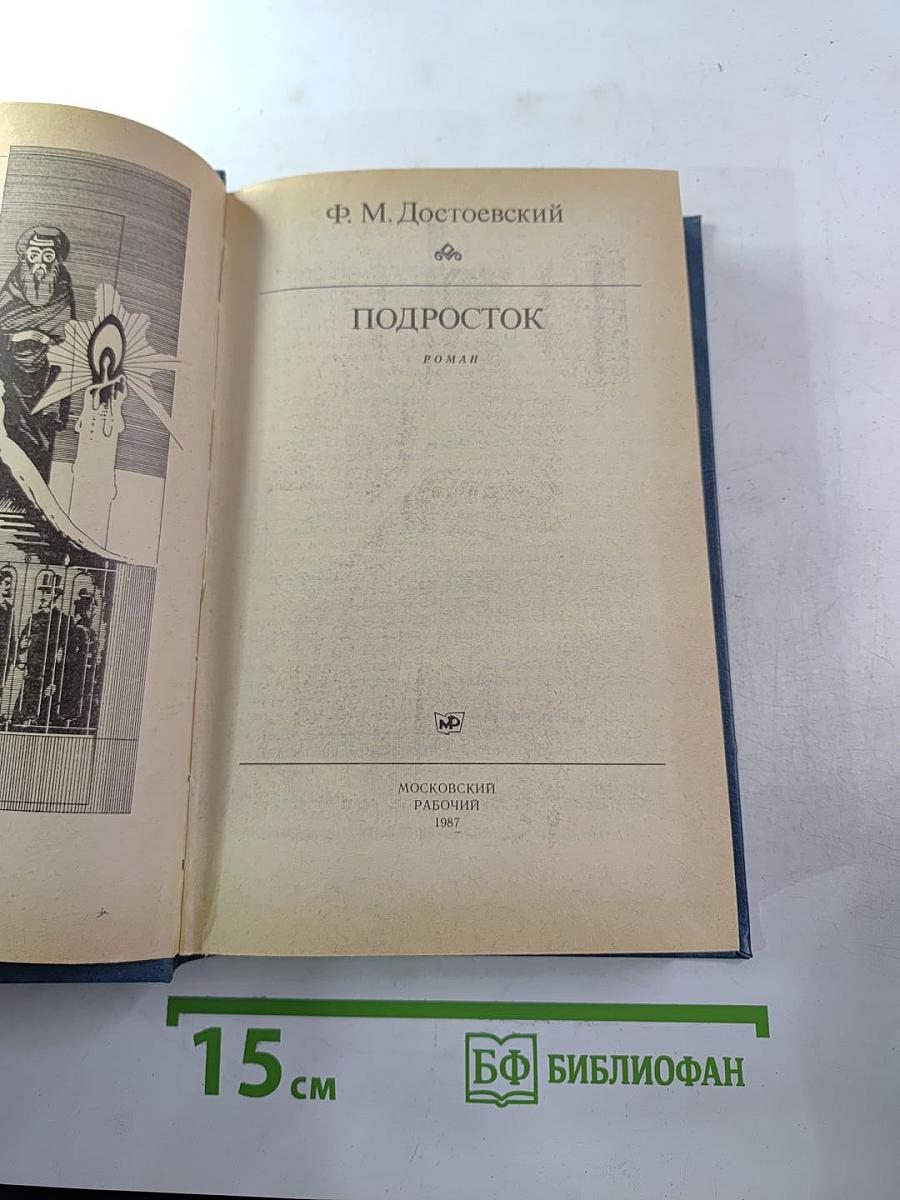 Ф. М. Достоевский
ПОДРОСТОК
РОМАН
МР
МОСКОВСКИЙ
РАБОЧИЙ
1987
15 см
БФ БИБЛИОФАН